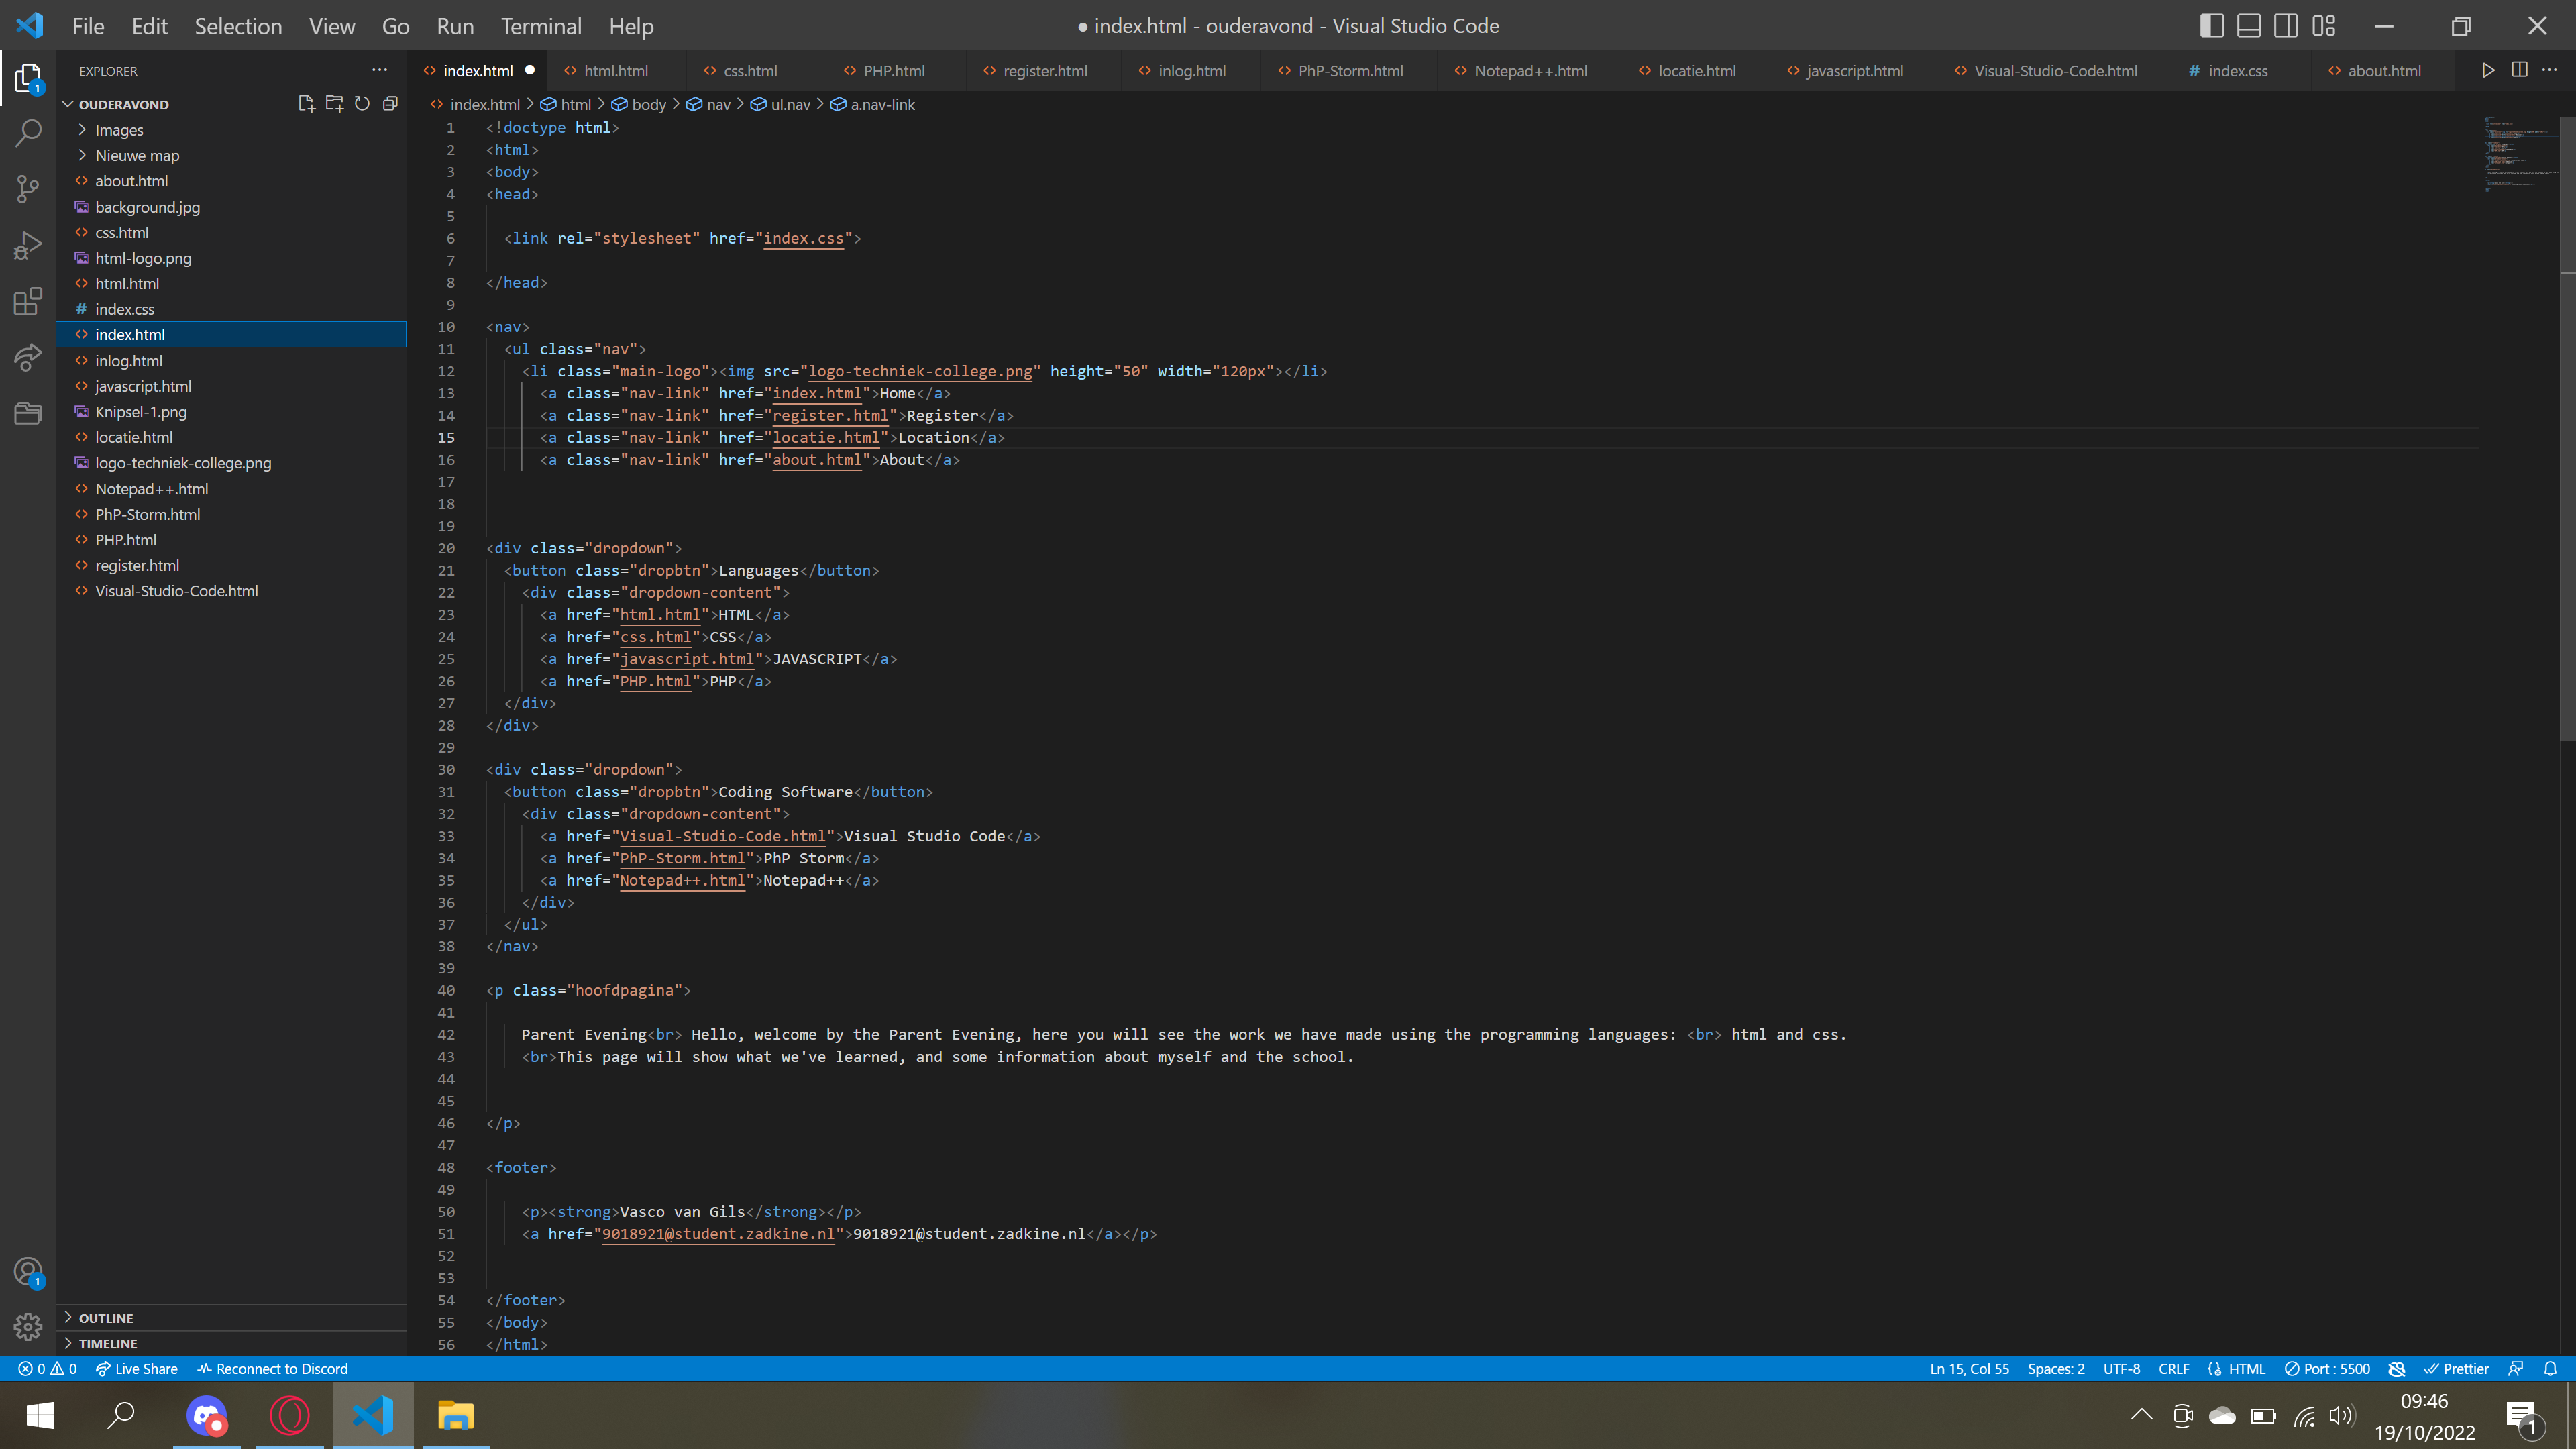 File Edit Selection View Go Run Terminal Help
● index.html - ouderavond - Visual Studio Code
EXPLORER
index.html html.html css.html PHP.html register.html inlog.html PhP-Storm.html Notepad++.html locatie.html javascript.html Visual-Studio-Code.html index.css about.html
OUDERAVOND
Images
Nieuwe map
about.html
background.jpg
css.html
html-logo.png
html.html
index.css
index.html
inlog.html
javascript.html
Knipsel-1.png
locatie.html
logo-techniek-college.png
Notepad++.html
PhP-Storm.html
PHP.html
register.html
Visual-Studio-Code.html
OUTLINE
TIMELINE
index.html > html > body > nav > ul.nav > a.nav-link
1 <!doctype html>
2 <html>
3 <body>
4 <head>
5
6 <link rel="stylesheet" href="index.css">
7
8 </head>
9
10 <nav>
11 <ul class="nav">
12 <li class="main-logo"><img src="logo-techniek-college.png" height="50" width="120px"></li>
13 <a class="nav-link" href="index.html">Home</a>
14 <a class="nav-link" href="register.html">Register</a>
15 <a class="nav-link" href="locatie.html">Location</a>
16 <a class="nav-link" href="about.html">About</a>
17
18
19
20 <div class="dropdown">
21 <button class="dropbtn">Languages</button>
22 <div class="dropdown-content">
23 <a href="html.html">HTML</a>
24 <a href="css.html">CSS</a>
25 <a href="javascript.html">JAVASCRIPT</a>
26 <a href="PHP.html">PHP</a>
27 </div>
28 </div>
29
30 <div class="dropdown">
31 <button class="dropbtn">Coding Software</button>
32 <div class="dropdown-content">
33 <a href="Visual-Studio-Code.html">Visual Studio Code</a>
34 <a href="PhP-Storm.html">PhP Storm</a>
35 <a href="Notepad++.html">Notepad++</a>
36 </div>
37 </ul>
38 </nav>
39
40 <p class="hoofdpagina">
41
42 Parent Evening<br> Hello, welcome by the Parent Evening, here you will see the work we have made using the programming languages: <br> html and css.
43 <br>This page will show what we've learned, and some information about myself and the school.
44
45
46 </p>
47
48 <footer>
49
50 <p><strong>Vasco van Gils</strong></p>
51 <a href="9018921@student.zadkine.nl">9018921@student.zadkine.nl</a></p>
52
53
54 </footer>
55 </body>
56 </html>
1
1
0 0 Live Share Reconnect to Discord
Ln 15, Col 55 Spaces: 2 UTF-8 CRLF HTML Port : 5500 Prettier
09:46
19/10/2022
1